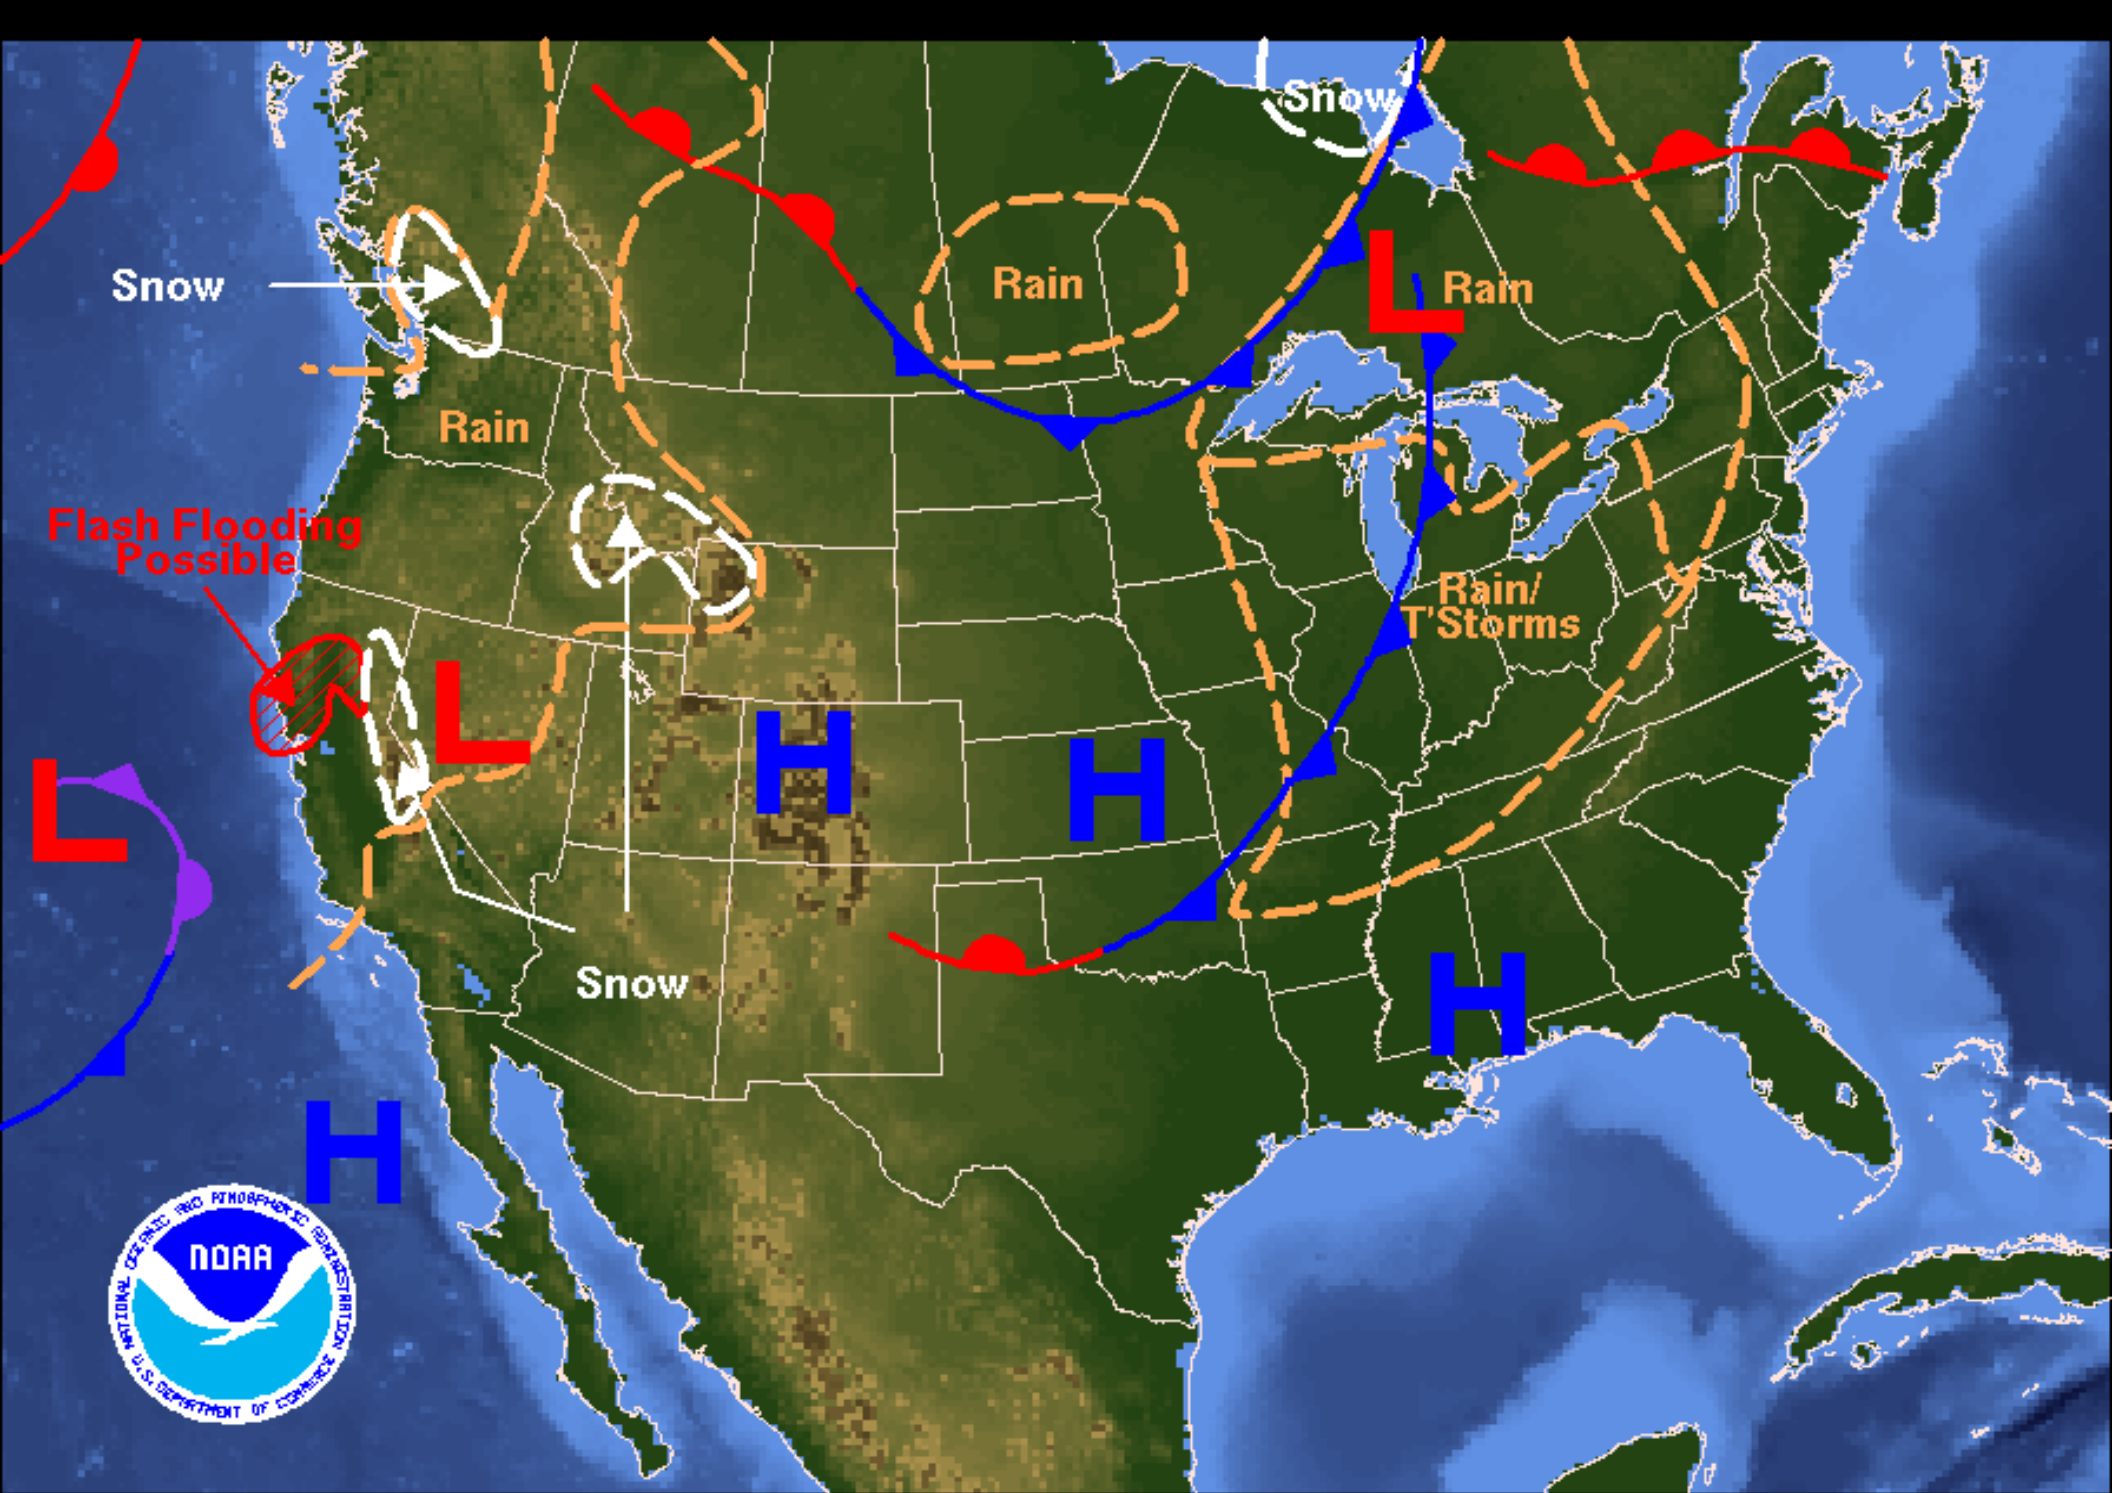 Snow
Snow
Rain
Rain
Rain
Flash Flooding
Possible
Rain/
T'Storms
L
L
L
H
H
H
H
Snow
NATIONAL OCEANIC AND ATMOSPHERIC ADMINISTRATION
NOAA
U.S. DEPARTMENT OF COMMERCE